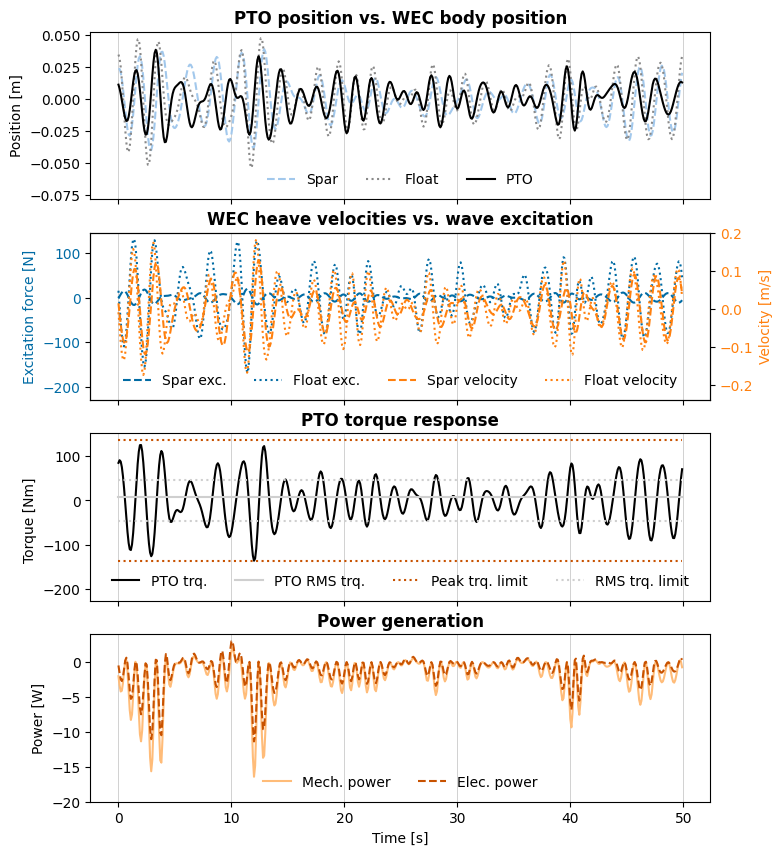 PTO position vs. WEC body position
0.050
0.025
0.000
−0.025
−0.050
−0.075
Position [m]
Spar Float PTO
WEC heave velocities vs. wave excitation
100
0
−100
−200
Excitation force [N]
0.2
0.1
0.0
−0.1
−0.2
Velocity [m/s]
Spar exc. Float exc. Spar velocity Float velocity
PTO torque response
100
0
−100
−200
Torque [Nm]
PTO trq. PTO RMS trq. Peak trq. limit RMS trq. limit
Power generation
0
−5
−10
−15
−20
Power [W]
Mech. power Elec. power
0 10 20 30 40 50
Time [s]